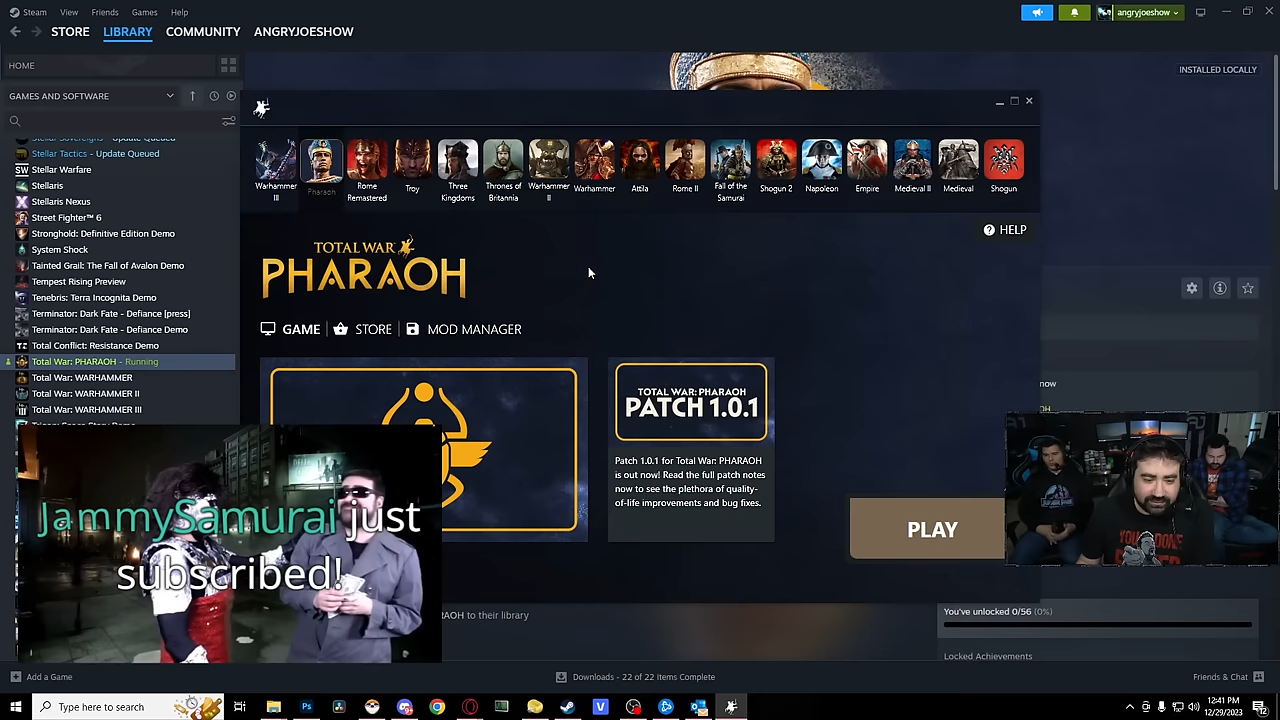 Steam View Friends Games Help
angryjoeshow
STORE LIBRARY COMMUNITY ANGRYJOESHOW
HOME
INSTALLED LOCALLY
GAMES AND SOFTWARE
Stellar Sovereigns - Update Queued
Stellar Tactics - Update Queued
Stellar Warfare
Stellaris
Stellaris Nexus
Street Fighter™ 6
Stronghold: Definitive Edition Demo
System Shock
Tainted Grail: The Fall of Avalon Demo
Tempest Rising Preview
Tenebris: Terra Incognita Demo
Terminator: Dark Fate - Defiance [press]
Terminator: Dark Fate - Defiance Demo
Total Conflict: Resistance Demo
Total War: PHARAOH - Running
Total War: WARHAMMER
Total War: WARHAMMER II
Total War: WARHAMMER III
Warhammer III
Pharaoh
Rome Remastered
Troy
Three Kingdoms
Thrones of Britannia
Warhammer II
Warhammer
Attila
Rome II
Fall of the Samurai
Shogun 2
Napoleon
Empire
Medieval II
Medieval
Shogun
HELP
TOTAL WAR
PHARAOH
GAME STORE MOD MANAGER
TOTAL WAR: PHARAOH
PATCH 1.0.1
Patch 1.0.1 for Total War: PHARAOH
is out now! Read the full patch notes
now to see the plethora of quality-
of-life improvements and bug fixes.
PLAY
now
JammySamurai just
subscribed!
RAOH to their library
You've unlocked 0/56 (0%)
Locked Achievements
Add a Game
Downloads - 22 of 22 Items Complete
Friends & Chat
Type here to search
12:41 PM
12/29/2023